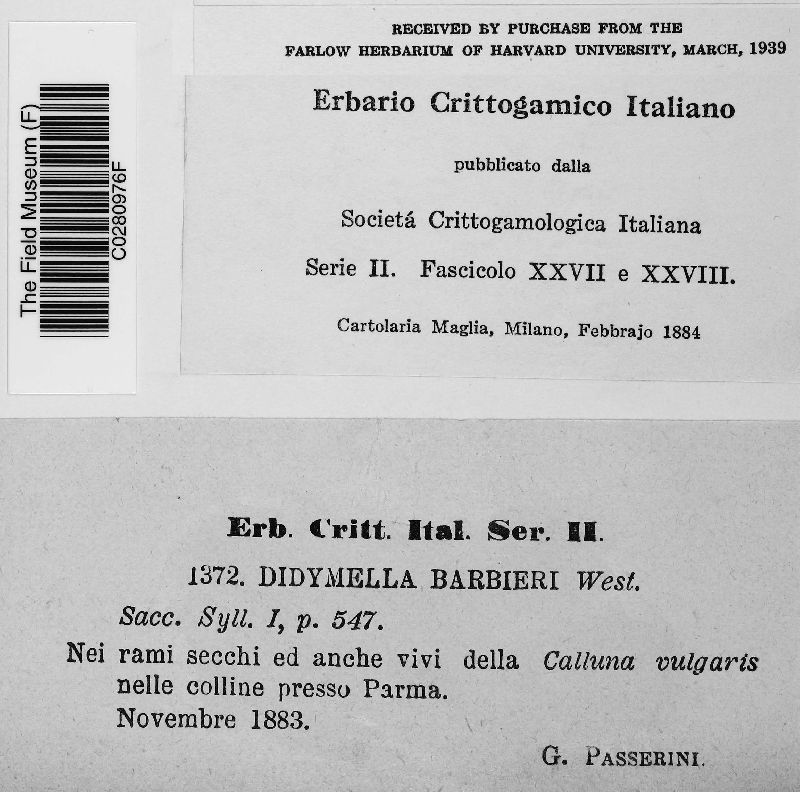 RECEIVED BY PURCHASE FROM THE
FARLOW HERBARIUM OF HARVARD UNIVERSITY, MARCH, 1939
The Field Museum (F)
C0280976F
Erbario Crittogamico Italiano
pubblicato dalla
Societá Crittogamologica Italiana
Serie II. Fascicolo XXVII e XXVIII.
Cartolaria Maglia, Milano, Febbrajo 1884
Erb. Critt. Ital. Ser. II.
1372. DIDYMELLA BARBIERI West.
Sacc. Syll. I, p. 547.
Nei rami secchi ed anche vivi della Calluna vulgaris
nelle colline presso Parma.
Novembre 1883.
G. PASSERINI.